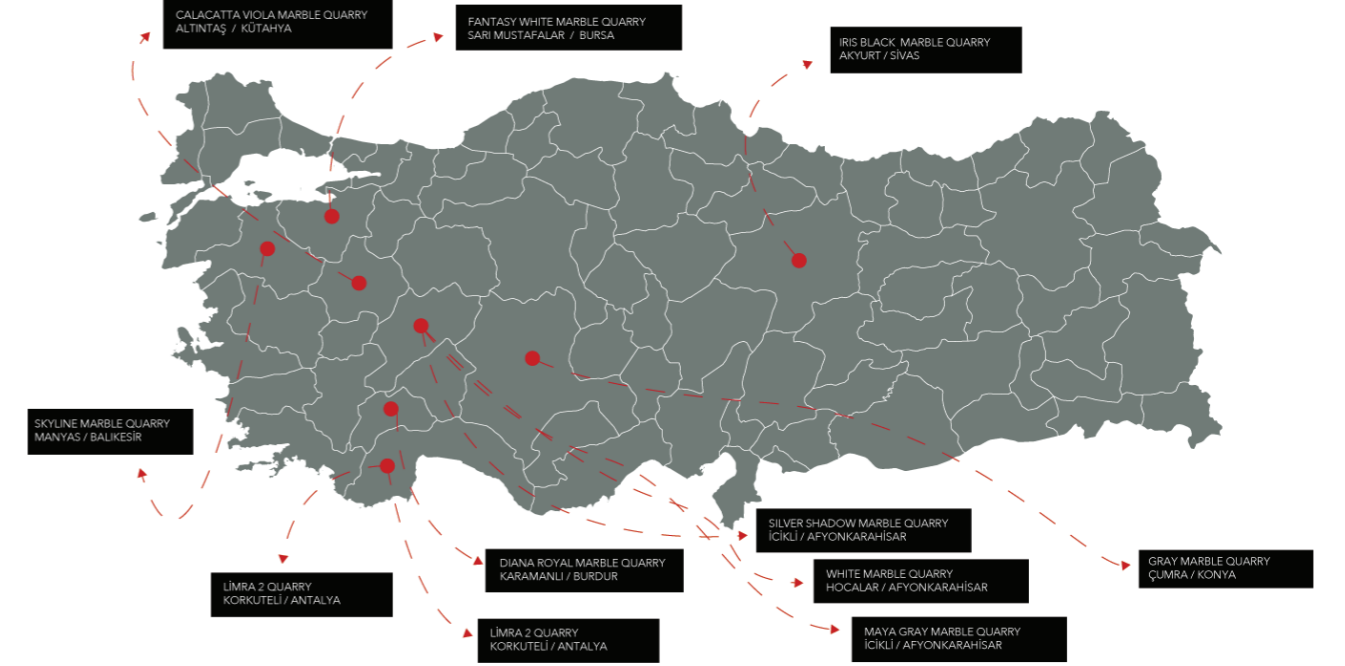 CALACATTA VIOLA MARBLE QUARRY
ALTINTAŞ / KÜTAHYA
FANTASY WHITE MARBLE QUARRY
SARI MUSTAFALAR / BURSA
IRIS BLACK MARBLE QUARRY
AKYURT / SİVAS
SKYLINE MARBLE QUARRY
MANYAS / BALIKESİR
SILVER SHADOW MARBLE QUARRY
İCİKLİ / AFYONKARAHİSAR
DIANA ROYAL MARBLE QUARRY
KARAMANLI / BURDUR
GRAY MARBLE QUARRY
ÇUMRA / KONYA
WHITE MARBLE QUARRY
HOCALAR / AFYONKARAHİSAR
LİMRA 2 QUARRY
KORKUTELİ / ANTALYA
LİMRA 2 QUARRY
KORKUTELİ / ANTALYA
MAYA GRAY MARBLE QUARRY
İCİKLİ / AFYONKARAHİSAR